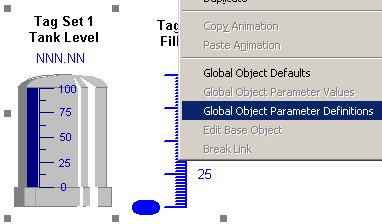 Tag Set 1
Tank Level
NNN.NN
100
75
50
25
0
Tag
Fill
25
Duplicate
Copy Animation
Paste Animation
Global Object Defaults
Global Object Parameter Values
Global Object Parameter Definitions
Edit Base Object
Break Link